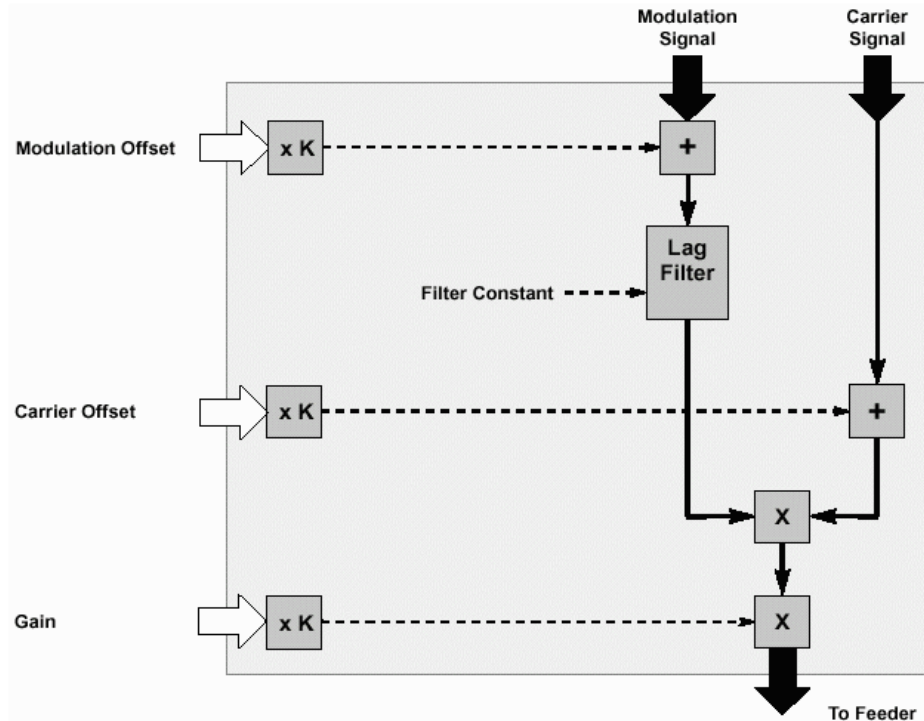 Modulation
Signal
Carrier
Signal
Modulation Offset
x K
+
Lag
Filter
Filter Constant
Carrier Offset
x K
+
X
Gain
x K
X
To Feeder